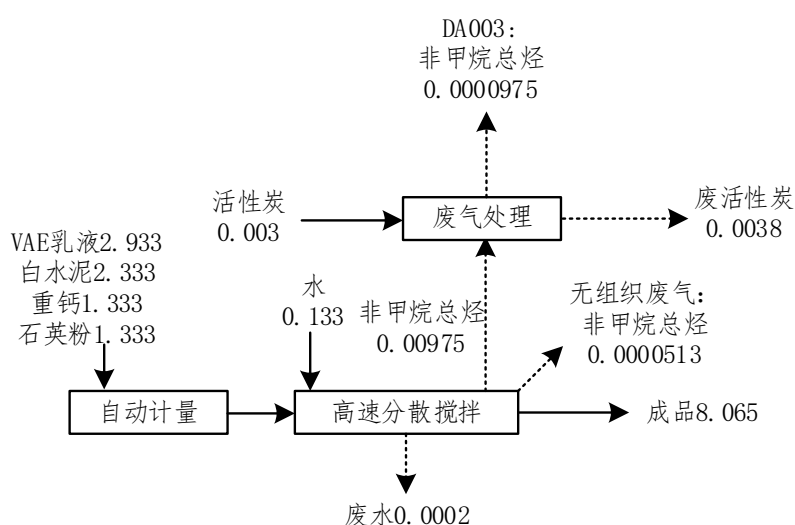 DA003:
非甲烷总烃
0.0000975
活性炭
0.003
废气处理
废活性炭
0.0038
VAE乳液2.933
白水泥2.333
重钙1.333
石英粉1.333
水
0.133
非甲烷总烃
0.00975
无组织废气:
非甲烷总烃
0.0000513
自动计量
高速分散搅拌
成品8.065
废水0.0002